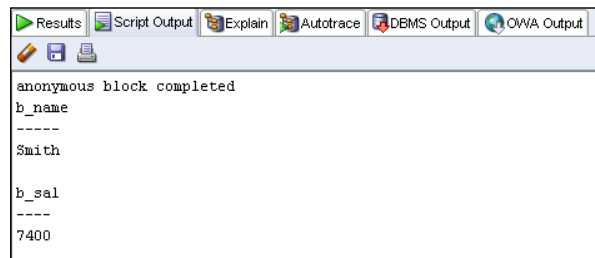 Results Script Output Explain Autotrace DBMS Output OWA Output
anonymous block completed
b_name
-----
Smith
b_sal
----
7400